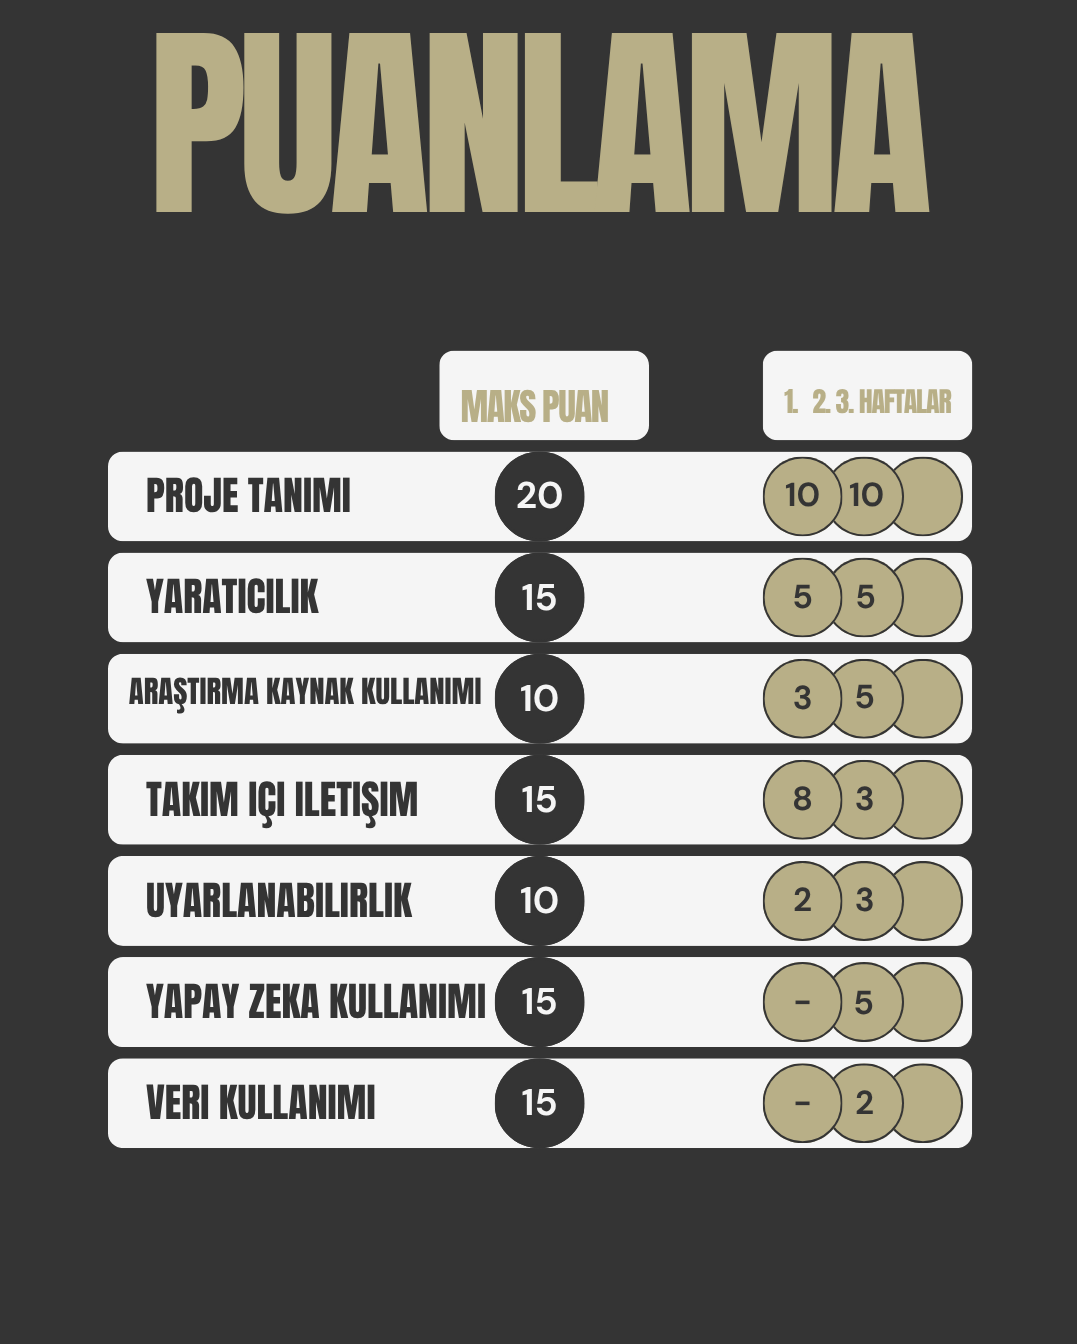 PUANLAMA
MAKS PUAN
1. 2. 3. HAFTALAR
PROJE TANIMI 20 10 10
YARATICILIK 15 5 5
ARAŞTIRMA KAYNAK KULLANIMI 10 3 5
TAKIM IÇI ILETIŞIM 15 8 3
UYARLANABILIRLIK 10 2 3
YAPAY ZEKA KULLANIMI 15 - 5
VERI KULLANIMI 15 - 2